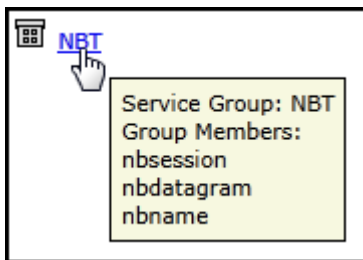 NBT
Service Group: NBT
Group Members:
nbsession
nbdatagram
nbname